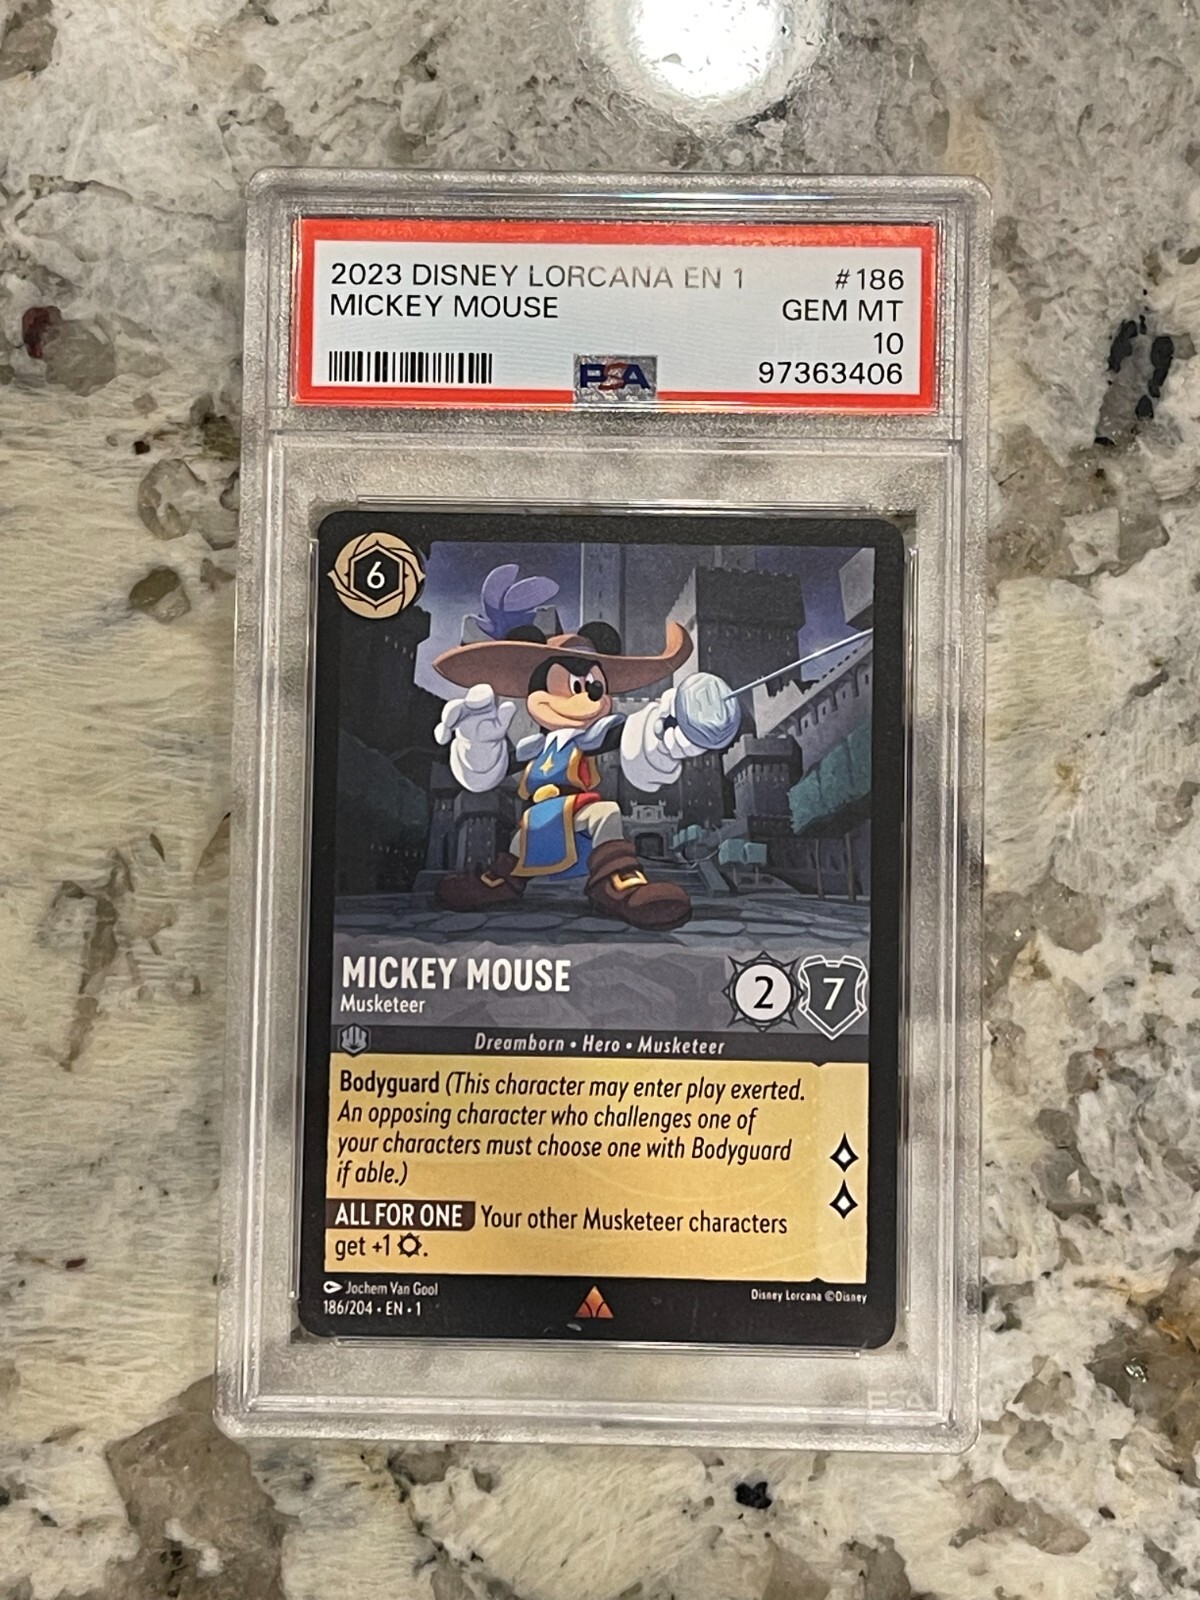 2023 DISNEY LORCANA EN 1 #186
MICKEY MOUSE GEM MT
10
PSA 97363406
6
MICKEY MOUSE
Musketeer
2 7
Dreamborn • Hero • Musketeer
Bodyguard (This character may enter play exerted.
An opposing character who challenges one of
your characters must choose one with Bodyguard
if able.)
ALL FOR ONE Your other Musketeer characters
get +1 .
Jochem Van Gool
186/204 • EN • 1
Disney Lorcana ©Disney
PSA